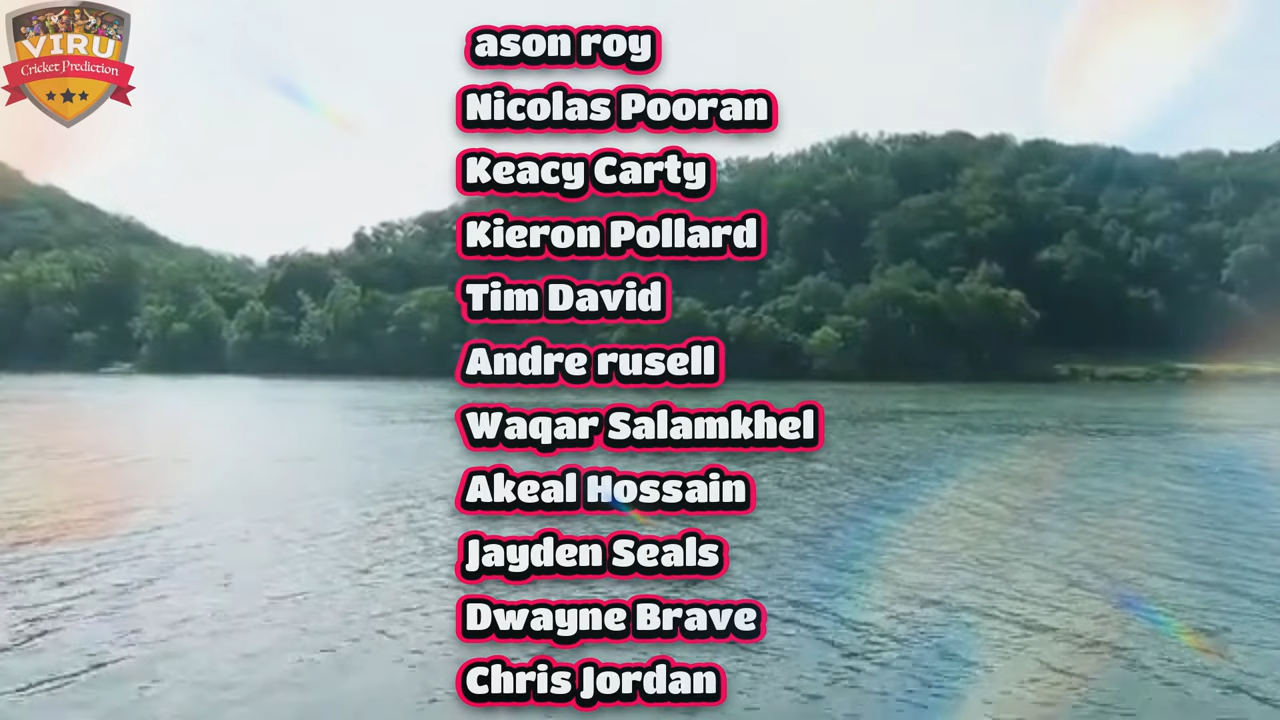 VIRU
Cricket Prediction
ason roy
Nicolas Pooran
Keacy Carty
Kieron Pollard
Tim David
Andre rusell
Waqar Salamkhel
Akeal Hossain
Jayden Seals
Dwayne Brave
Chris Jordan